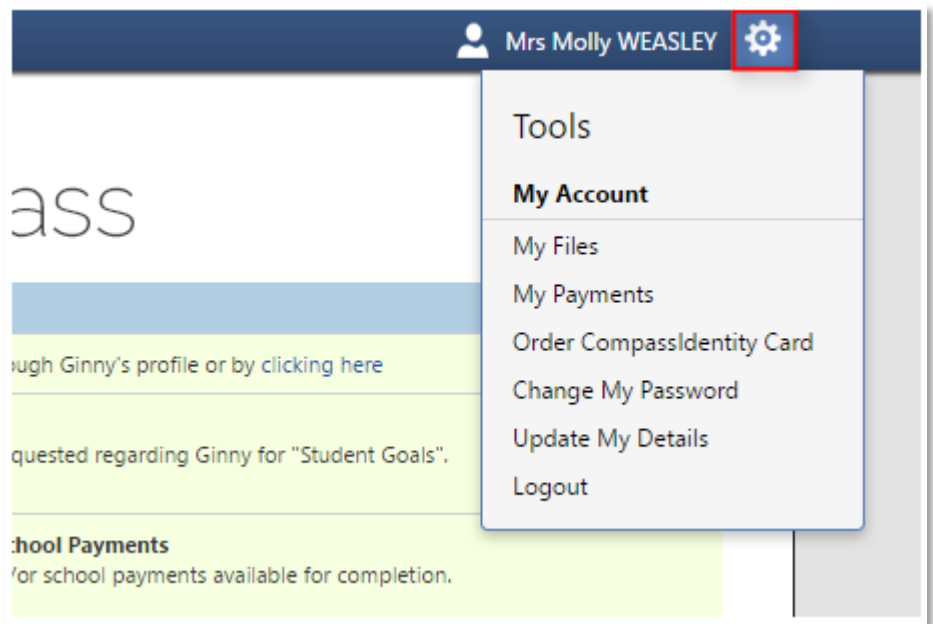 Mrs Molly WEASLEY
Tools
My Account
My Files
My Payments
Order CompassIdentity Card
Change My Password
Update My Details
Logout
ass
ough Ginny's profile or by clicking here
quested regarding Ginny for "Student Goals".
chool Payments
/or school payments available for completion.